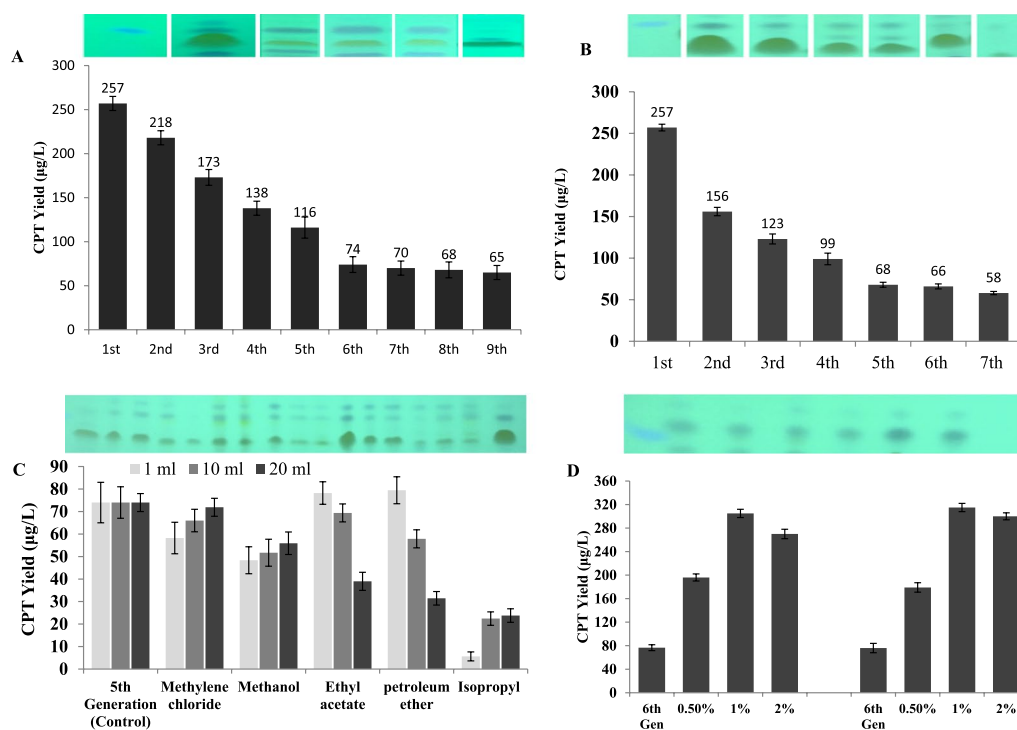 A
CPT Yield (µg/L)
300
250
200
150
100
50
0
257
218
173
138
116
74
70
68
65
1st 2nd 3rd 4th 5th 6th 7th 8th 9th
B
CPT Yield (µg/L)
300
250
200
150
100
50
0
257
156
123
99
68
66
58
1st 2nd 3rd 4th 5th 6th 7th
C
1 ml 10 ml 20 ml
CPT Yield (µg/L)
90
80
70
60
50
40
30
20
10
0
5th
Generation
(Control)
Methylene
chloride
Methanol
Ethyl
acetate
petroleum
ether
Isopropyl
D
CPT Yield (µg/L)
360
320
280
240
200
160
120
80
40
0
6th
Gen
0.50% 1% 2%
6th
Gen
0.50% 1% 2%